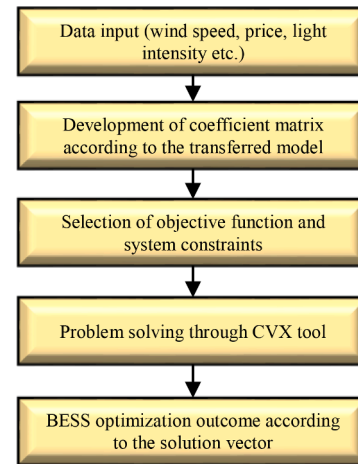 Data input (wind speed, price, light
intensity etc.)
Development of coefficient matrix
according to the transferred model
Selection of objective function and
system constraints
Problem solving through CVX tool
BESS optimization outcome according
to the solution vector